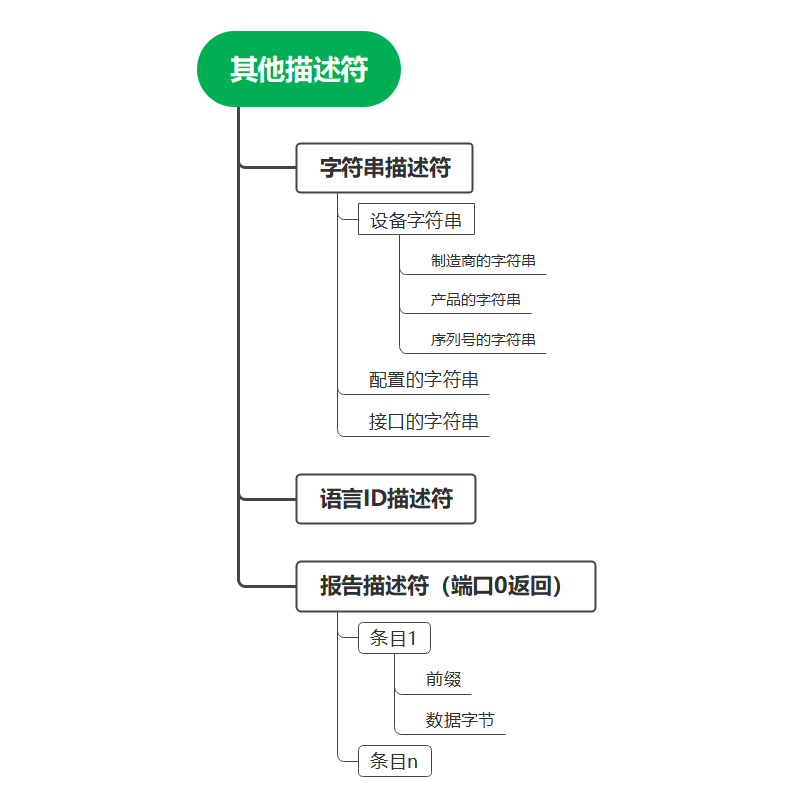 其他描述符
字符串描述符
设备字符串
制造商的字符串
产品的字符串
序列号的字符串
配置的字符串
接口的字符串
语言ID描述符
报告描述符（端口0返回）
条目1
前缀
数据字节
条目n